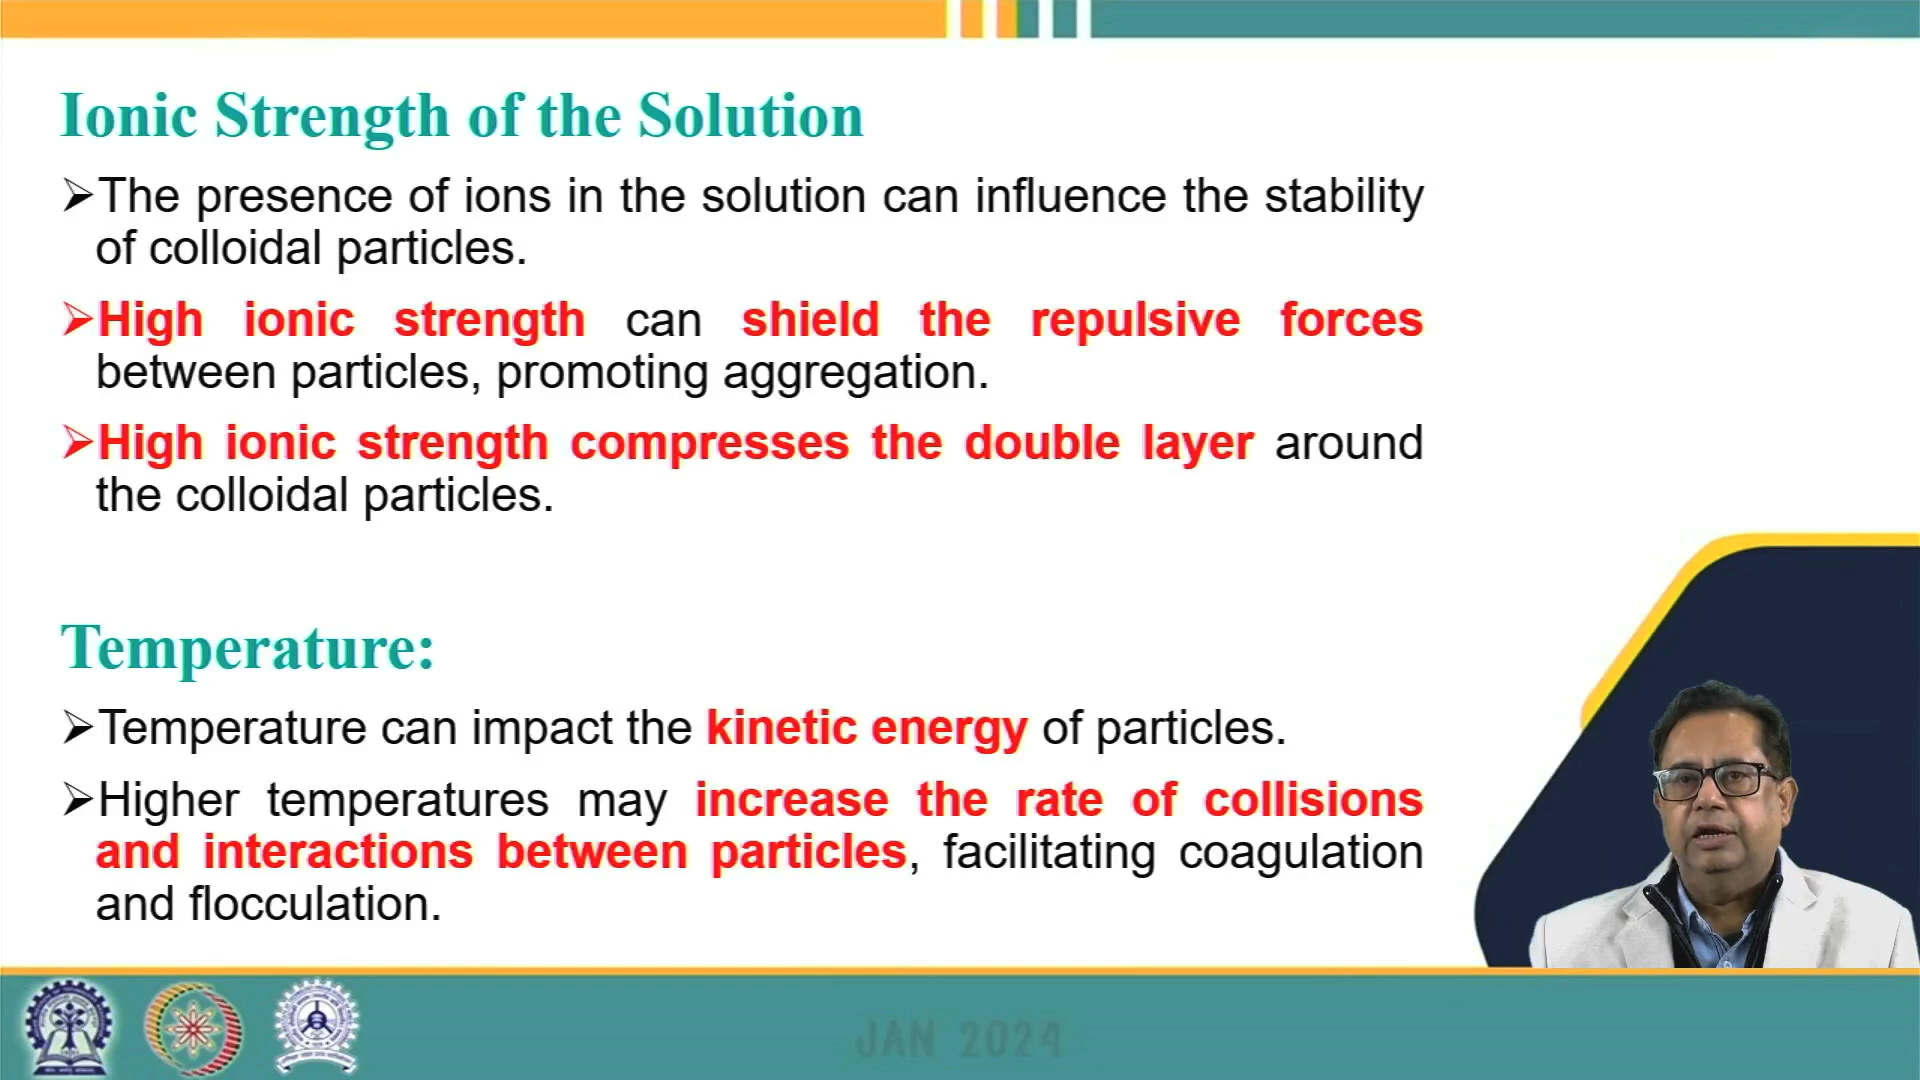 Ionic Strength of the Solution
➢The presence of ions in the solution can influence the stability
of colloidal particles.
➢High ionic strength can shield the repulsive forces
between particles, promoting aggregation.
➢High ionic strength compresses the double layer around
the colloidal particles.
Temperature:
➢Temperature can impact the kinetic energy of particles.
➢Higher temperatures may increase the rate of collisions
and interactions between particles, facilitating coagulation
and flocculation.
JAN 2024